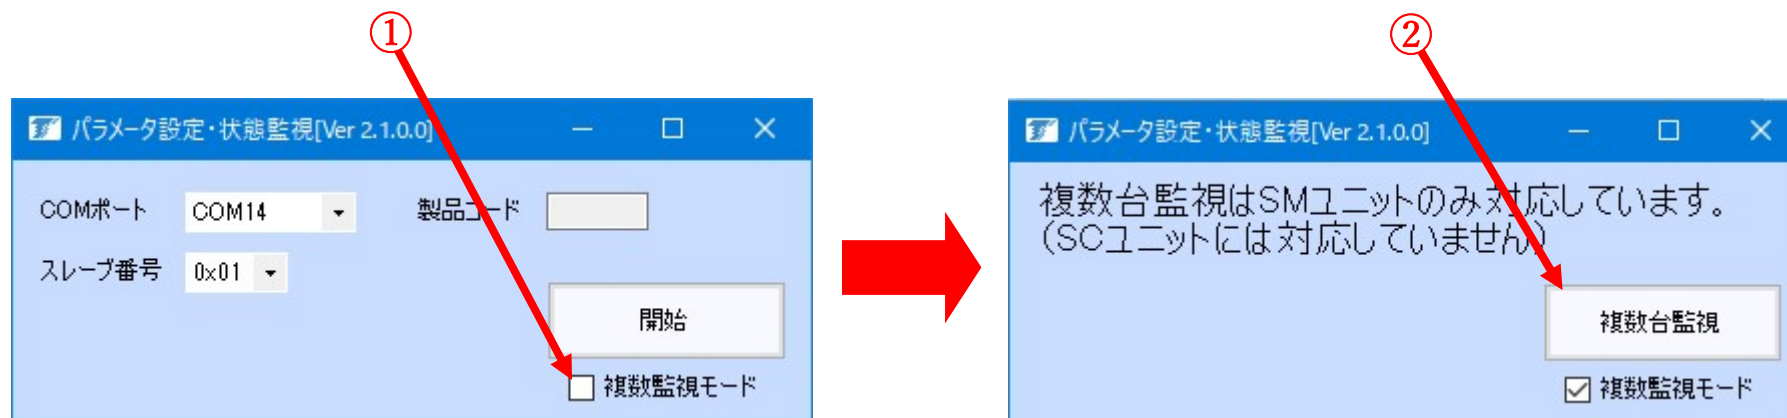 ①
パラメータ設定・状態監視[Ver 2.1.0.0]
COMポート COM14 製品コード
スレーブ番号 0x01
開始
複数監視モード
②
パラメータ設定・状態監視[Ver 2.1.0.0]
複数台監視はSMユニットのみ対応しています。
(SCユニットには対応していません)
複数台監視
複数監視モード